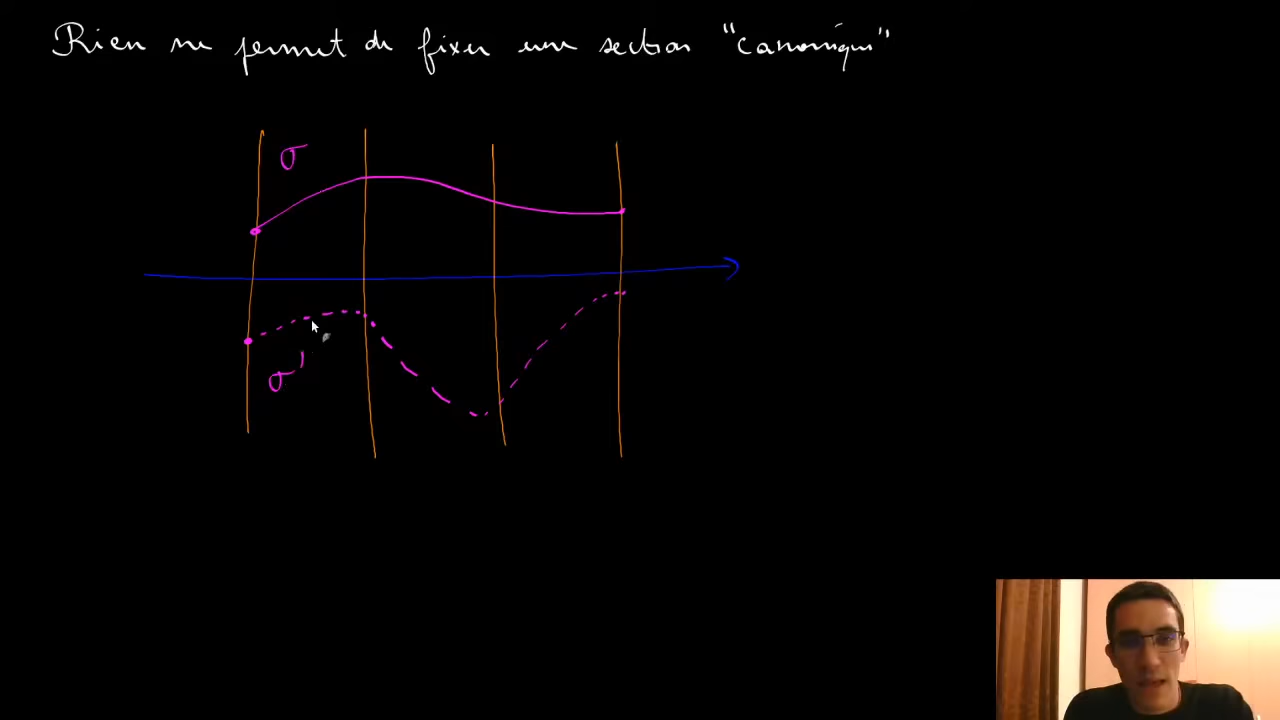 Rien ne permet de fixer une section "canonique"
σ
σ'